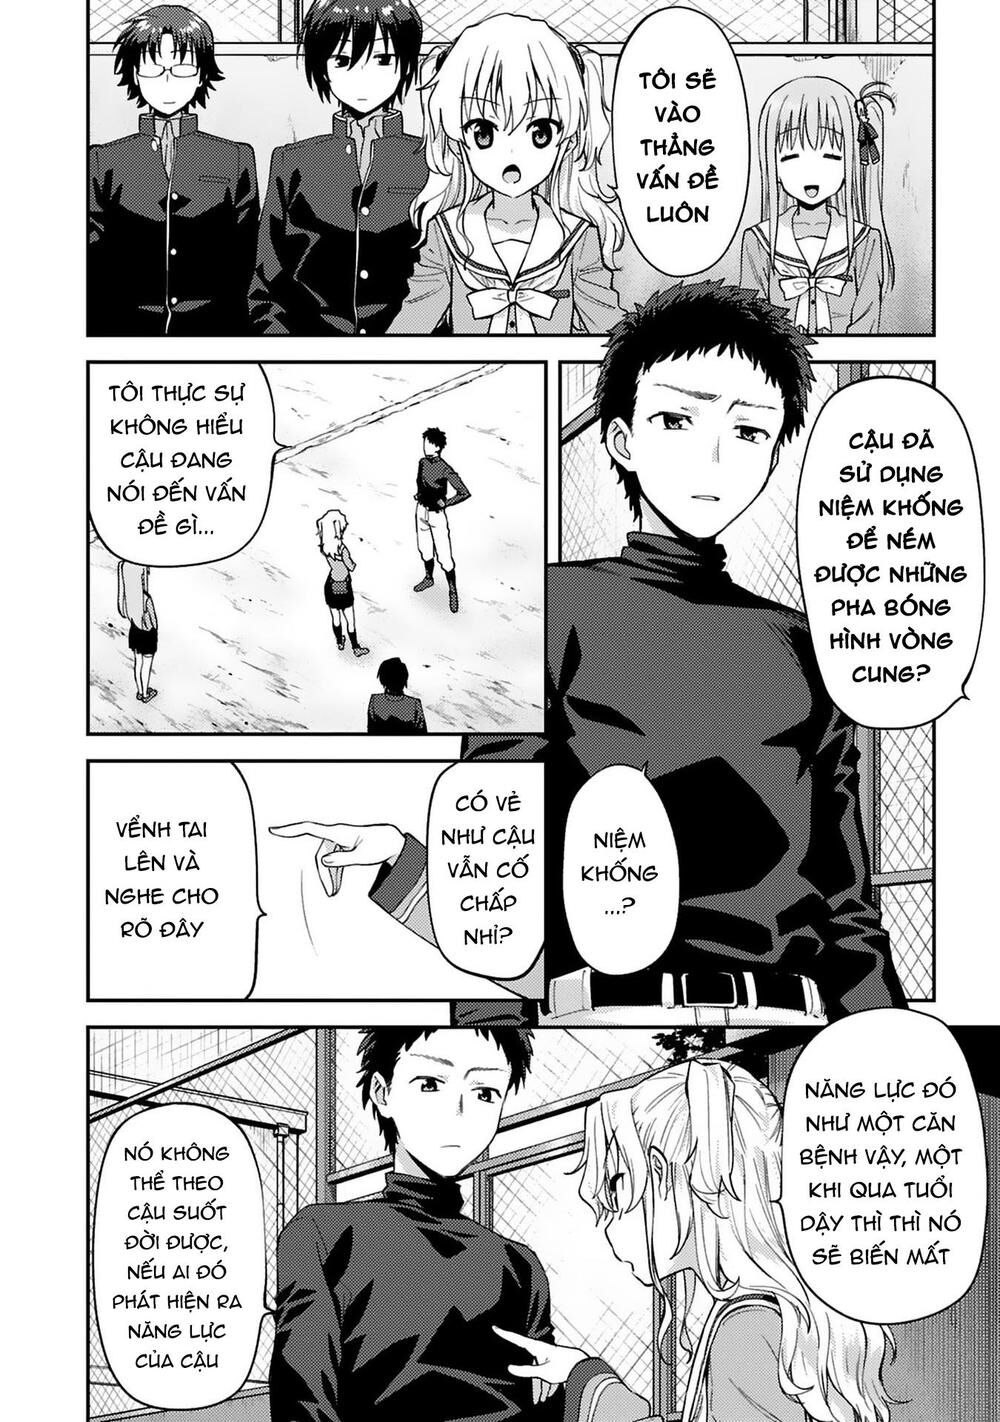 TÔI SẼ
VÀO
THẲNG
VẤN ĐỀ
LUÔN
CẬU ĐÃ
SỬ DỤNG
NIỆM KHỐNG
ĐỂ NÉM
ĐƯỢC NHỮNG
PHA BÓNG
HÌNH VÒNG
CUNG?
TÔI THỰC SỰ
KHÔNG HIỂU
CẬU ĐANG
NÓI ĐẾN VẤN
ĐỀ GÌ...
NIỆM
KHỐNG
...?
CÓ VẺ
NHƯ CẬU
VẪN CỐ
CHẤP
NHỈ?
VỂNH TAI
LÊN VÀ
NGHE CHO
RÕ ĐÂY
NĂNG LỰC ĐÓ
NHƯ MỘT CĂN
BỆNH VẬY, MỘT
KHI QUA TUỔI
DẬY THÌ THÌ NÓ
SẼ BIẾN MẤT
NÓ KHÔNG
THỂ THEO
CẬU SUỐT
ĐỜI ĐƯỢC,
NẾU AI ĐÓ
PHÁT HIỆN RA
NĂNG LỰC
CỦA CẬU